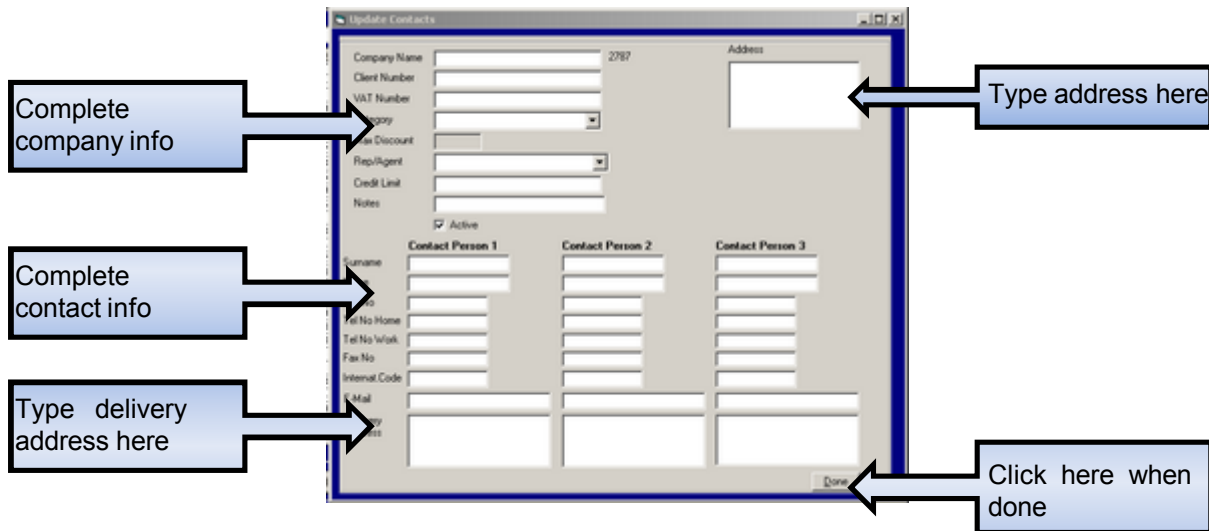 Update Contacts
Company Name 2787 Address
Client Number
VAT Number
Max Discount
Rep/Agent
Credit Limit
Notes
Active
Contact Person 1 Contact Person 2 Contact Person 3
Surname
Tel No Home
Tel No Work
Fax No
Internat.Code
E-Mail
Done
Complete
company info
Type address here
Complete
contact info
Type delivery
address here
Click here when
done